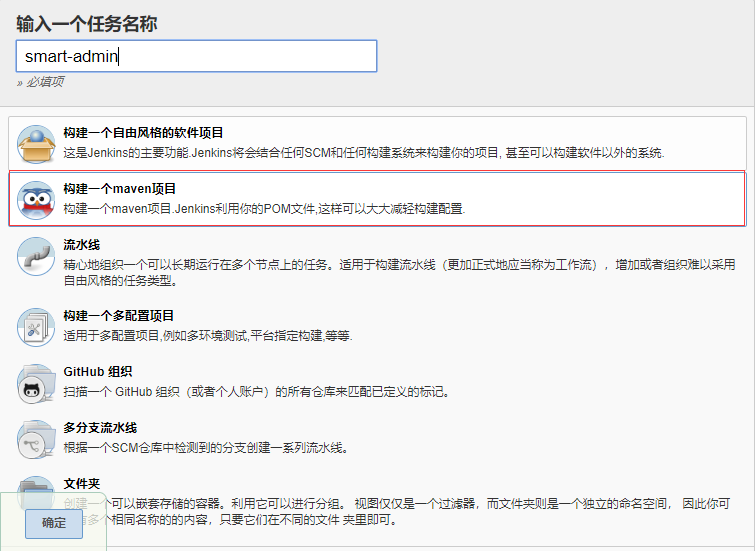 输入一个任务名称
smart-admin
» 必填项
构建一个自由风格的软件项目
这是Jenkins的主要功能.Jenkins将会结合任何SCM和任何构建系统来构建你的项目, 甚至可以构建软件以外的系统.
构建一个maven项目
构建一个maven项目.Jenkins利用你的POM文件,这样可以大大减轻构建配置.
流水线
精心地组织一个可以长期运行在多个节点上的任务。适用于构建流水线（更加正式地应当称为工作流），增加或者组织难以采用
自由风格的任务类型。
构建一个多配置项目
适用于多配置项目,例如多环境测试,平台指定构建,等等.
GitHub 组织
扫描一个 GitHub 组织（或者个人账户）的所有仓库来匹配已定义的标记。
多分支流水线
根据一个SCM仓库中检测到的分支创建一系列流水线。
文件夹
创建一个可以嵌套存储的容器。利用它可以进行分组。 视图仅仅是一个过滤器，而文件夹则是一个独立的命名空间， 因此你可
有多个相同名称的的内容，只要它们在不同的文件 夹里即可。
确定